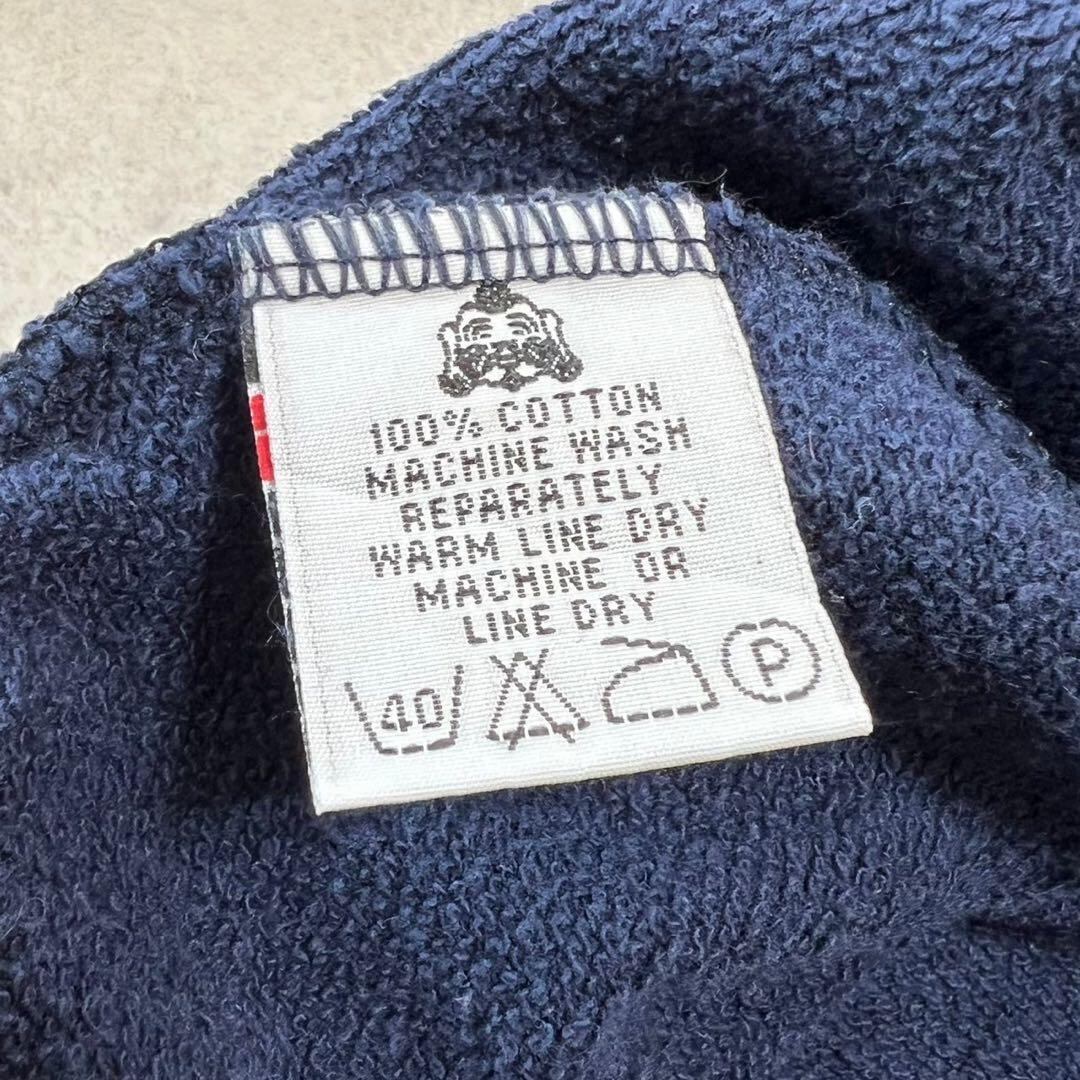 100% COTTON
MACHINE WASH
REPARATELY
WARM LINE DRY
MACHINE OR
LINE DRY
40 P